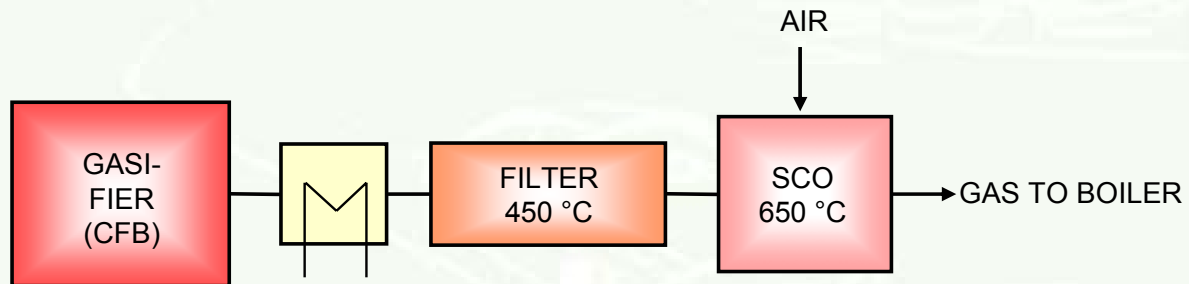 AIR
GASI-
FIER
(CFB)
FILTER
450 °C
SCO
650 °C
GAS TO BOILER